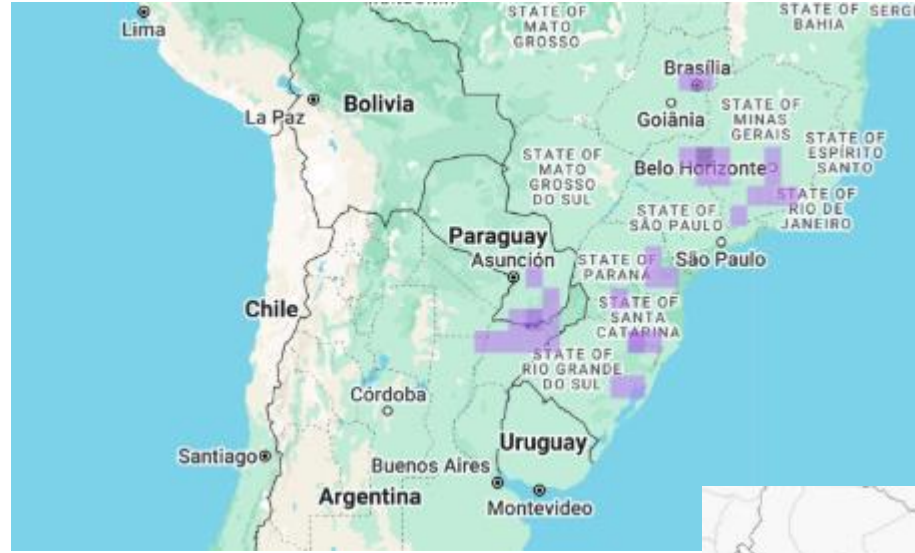 STATE OF
MATO
GROSSO
STATE OF
BAHIA
Lima
Brasília
Bolivia
La Paz
Goiânia
STATE OF
MINAS
GERAIS
STATE OF
ESPÍRITO
SANTO
STATE OF
MATO
GROSSO
DO SUL
Belo Horizonte
STATE OF
RIO DE
JANEIRO
STATE OF
SÃO PAULO
Paraguay
Asunción
STATE OF
PARANÁ
São Paulo
Chile
STATE OF
SANTA
CATARINA
STATE OF
RIO GRANDE
DO SUL
Córdoba
Uruguay
Santiago
Buenos Aires
Argentina
Montevideo